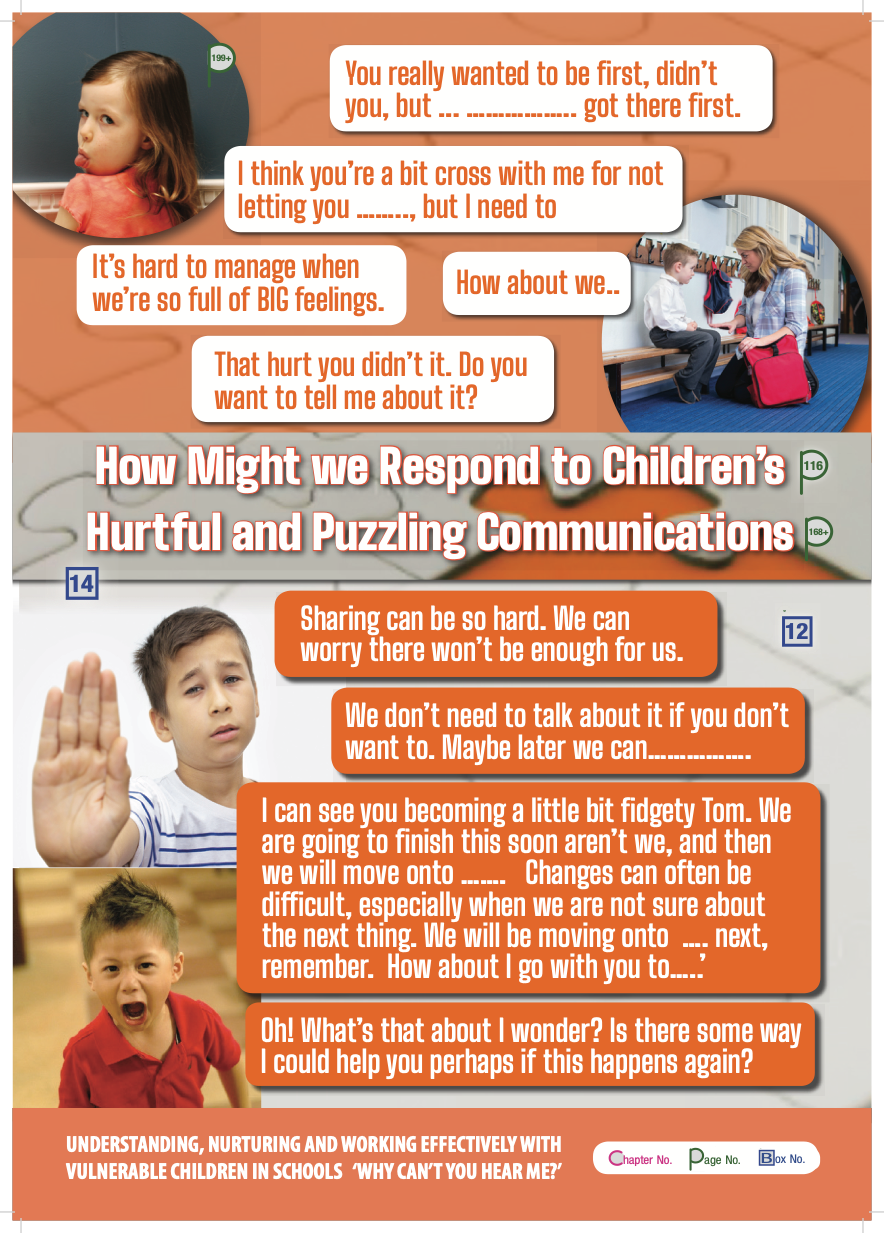 199+
You really wanted to be first, didn't
you, but ... ................. got there first.
I think you're a bit cross with me for not
letting you ........, but I need to
It's hard to manage when
we're so full of BIG feelings.
How about we..
That hurt you didn't it. Do you
want to tell me about it?
How Might we Respond to Children's
116
Hurtful and Puzzling Communications
168+
14
Sharing can be so hard. We can
worry there won't be enough for us.
12
We don't need to talk about it if you don't
want to. Maybe later we can................
I can see you becoming a little bit fidgety Tom. We
are going to finish this soon aren't we, and then
we will move onto ....... Changes can often be
difficult, especially when we are not sure about
the next thing. We will be moving onto .... next,
remember. How about I go with you to.....'
Oh! What's that about I wonder? Is there some way
I could help you perhaps if this happens again?
UNDERSTANDING, NURTURING AND WORKING EFFECTIVELY WITH
VULNERABLE CHILDREN IN SCHOOLS 'WHY CAN'T YOU HEAR ME?'
Chapter No. Page No. Box No.